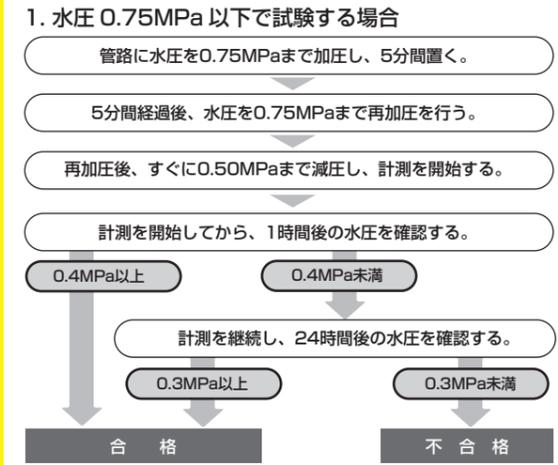 1. 水圧 0.75MPa 以下で試験する場合
管路に水圧を0.75MPaまで加圧し、5分間置く。
5分間経過後、水圧を0.75MPaまで再加圧を行う。
再加圧後、すぐに0.50MPaまで減圧し、計測を開始する。
計測を開始してから、1時間後の水圧を確認する。
0.4MPa以上
0.4MPa未満
計測を継続し、24時間後の水圧を確認する。
0.3MPa以上
0.3MPa未満
合 格
不 合 格